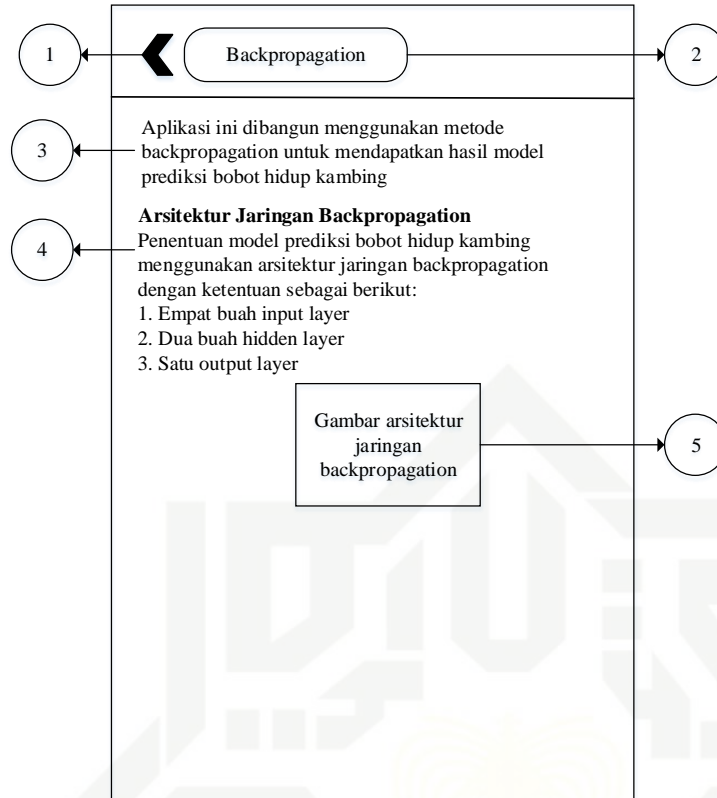 1
Backpropagation
2
Aplikasi ini dibangun menggunakan metode
3
backpropagation untuk mendapatkan hasil model
prediksi bobot hidup kambing
Arsitektur Jaringan Backpropagation
4
Penentuan model prediksi bobot hidup kambing
menggunakan arsitektur jaringan backpropagation
dengan ketentuan sebagai berikut:
1. Empat buah input layer
2. Dua buah hidden layer
3. Satu output layer
Gambar arsitektur
jaringan
5
backpropagation